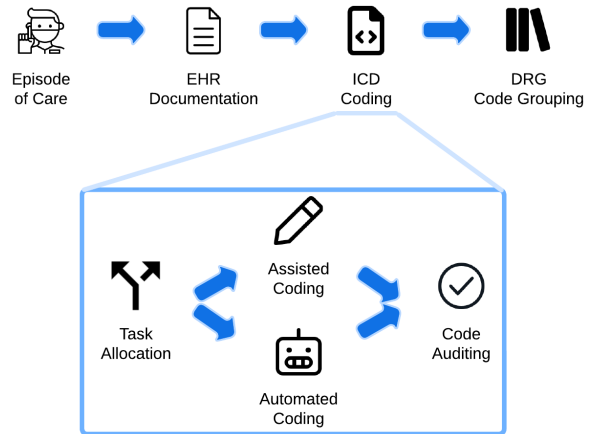 Episode
of Care
EHR
Documentation
ICD
Coding
DRG
Code Grouping
Assisted
Coding
Task
Allocation
Code
Auditing
Automated
Coding